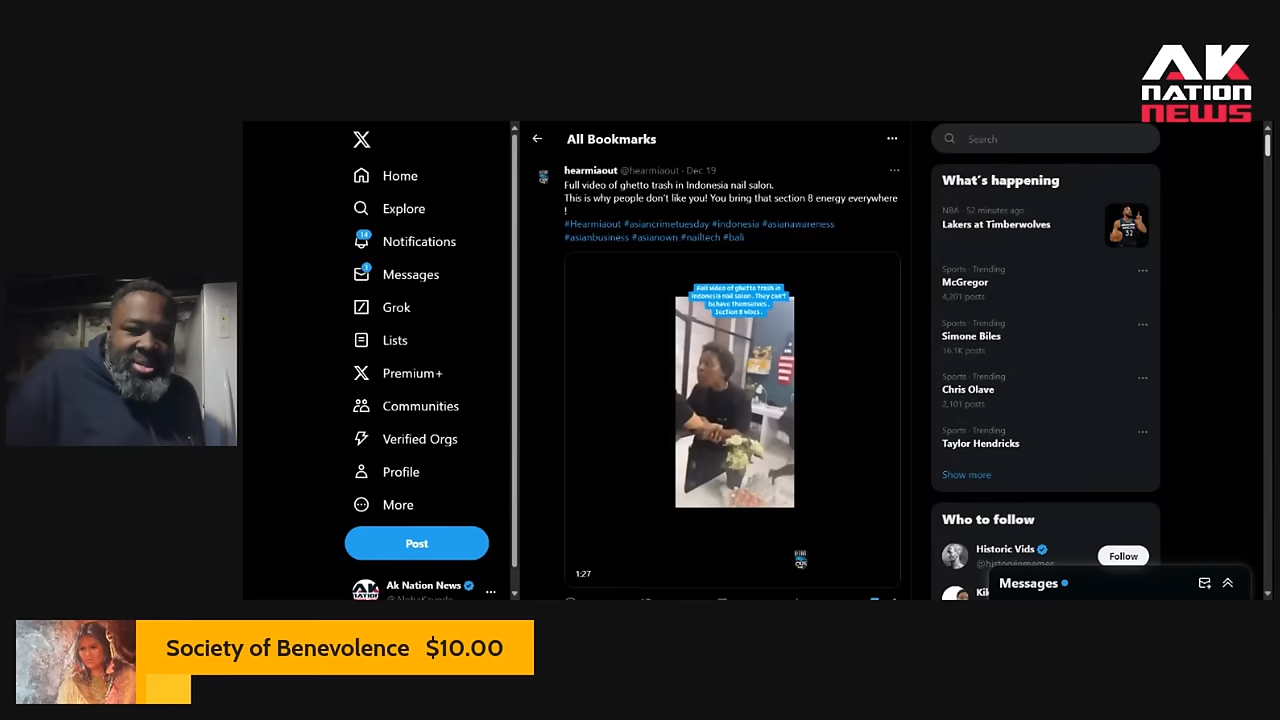 AK
NATION
NEWS
X
Home
Explore
14
Notifications
1
Messages
Grok
Lists
Premium+
Communities
Verified Orgs
Profile
More
Post
Ak Nation News
All Bookmarks
hearmiaout @hearmiaout · Dec 19
Full video of ghetto trash in Indonesia nail salon.
This is why people don't like you! You bring that section 8 energy everywhere
!
#Hearmiaout #asiancrimetuesday #indonesia #asianawareness
#asianbusiness #asianown #nailtech #bali
Full video of ghetto trash in
Indonesia nail salon. They can't
behave themselves.
Section 8 vibes.
1:27
Search
What's happening
NBA · 52 minutes ago
Lakers at Timberwolves
Sports · Trending
McGregor
4,201 posts
Sports · Trending
Simone Biles
16.1K posts
Sports · Trending
Chris Olave
2,101 posts
Sports · Trending
Taylor Hendricks
Show more
Who to follow
Historic Vids
Follow
Messages
Society of Benevolence $10.00